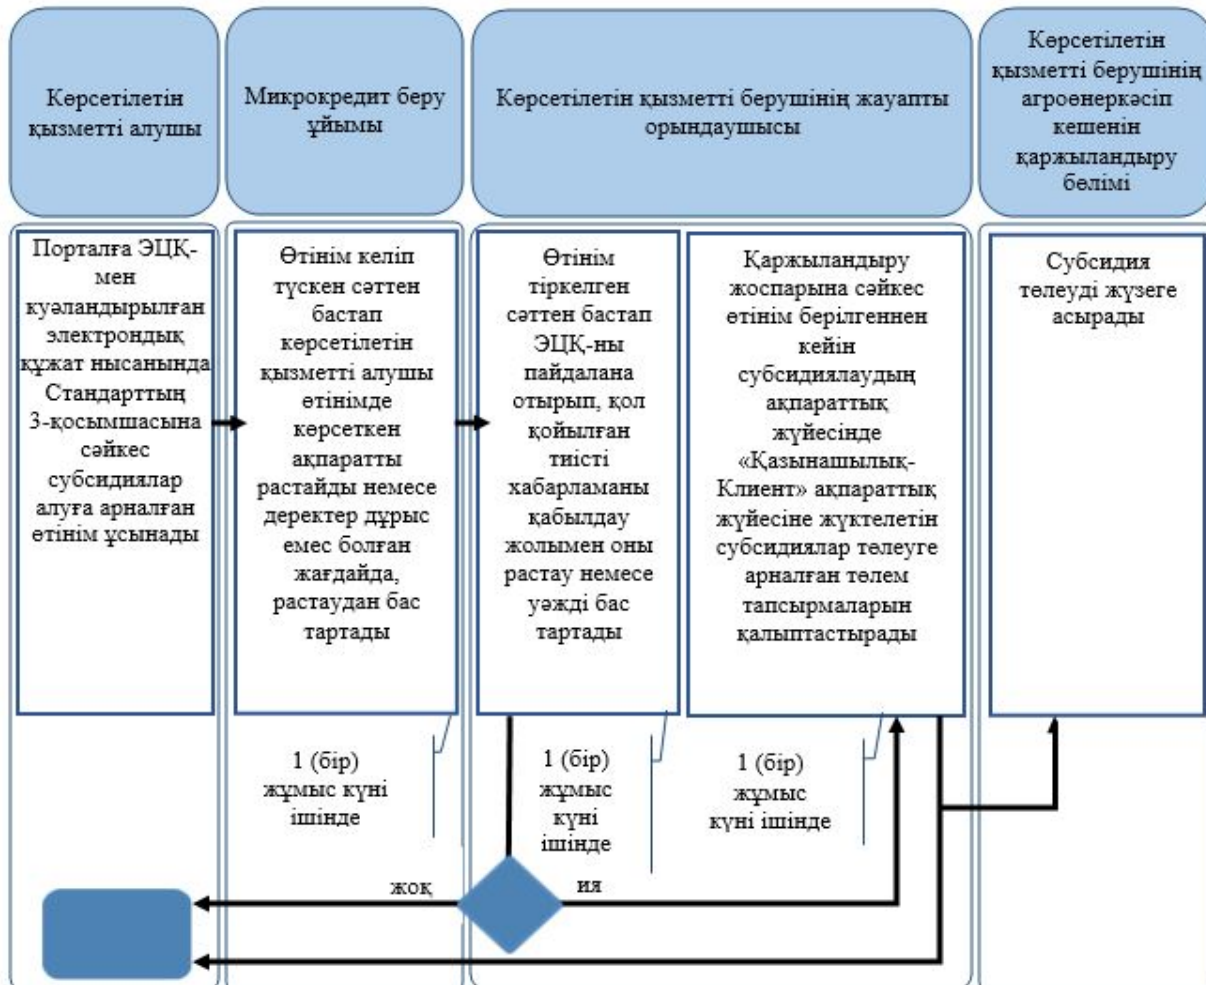 Көрсетілетін
қызметті алушы
Микрокредит беру
ұйымы
Көрсетілетін қызметті берушінің жауапты
орындаушысы
Көрсетілетін
қызметті берушінің
агроөнеркәсіп
кешенін
қаржыландыру
бөлімі
Порталға ЭЦҚ-
мен
куәландырылған
электрондық
құжат нысанында
Стандарттың
3-қосымшасына
сәйкес
субсидиялар
алуға арналған
өтінім ұсынады
Өтінім келіп
түскен сәттен
бастап
көрсетілетін
қызметті алушы
өтінімде
көрсеткен
ақпаратты
растайды немесе
деректер дұрыс
емес болған
жағдайда,
растаудан бас
тартады
Өтінім
тіркелген
сәттен бастап
ЭЦҚ-ны
пайдалана
отырып, қол
қойылған
тиісті
хабарламаны
қабылдау
жолымен оны
растау немесе
уәжді бас
тартады
Қаржыландыру
жоспарына сәйкес
өтінім берілгеннен
кейін
субсидиялаудың
ақпараттық
жүйесінде
«Қазынашылық-
Клиент» ақпараттық
жүйесіне жүктелетін
субсидиялар төлеуге
арналған төлем
тапсырмаларын
қалыптастырады
Субсидия
төлеуді жүзеге
асырады
1 (бір)
жұмыс күні
ішінде
1 (бір)
жұмыс
күні
ішінде
1 (бір)
жұмыс
күні ішінде
жоқ
ия